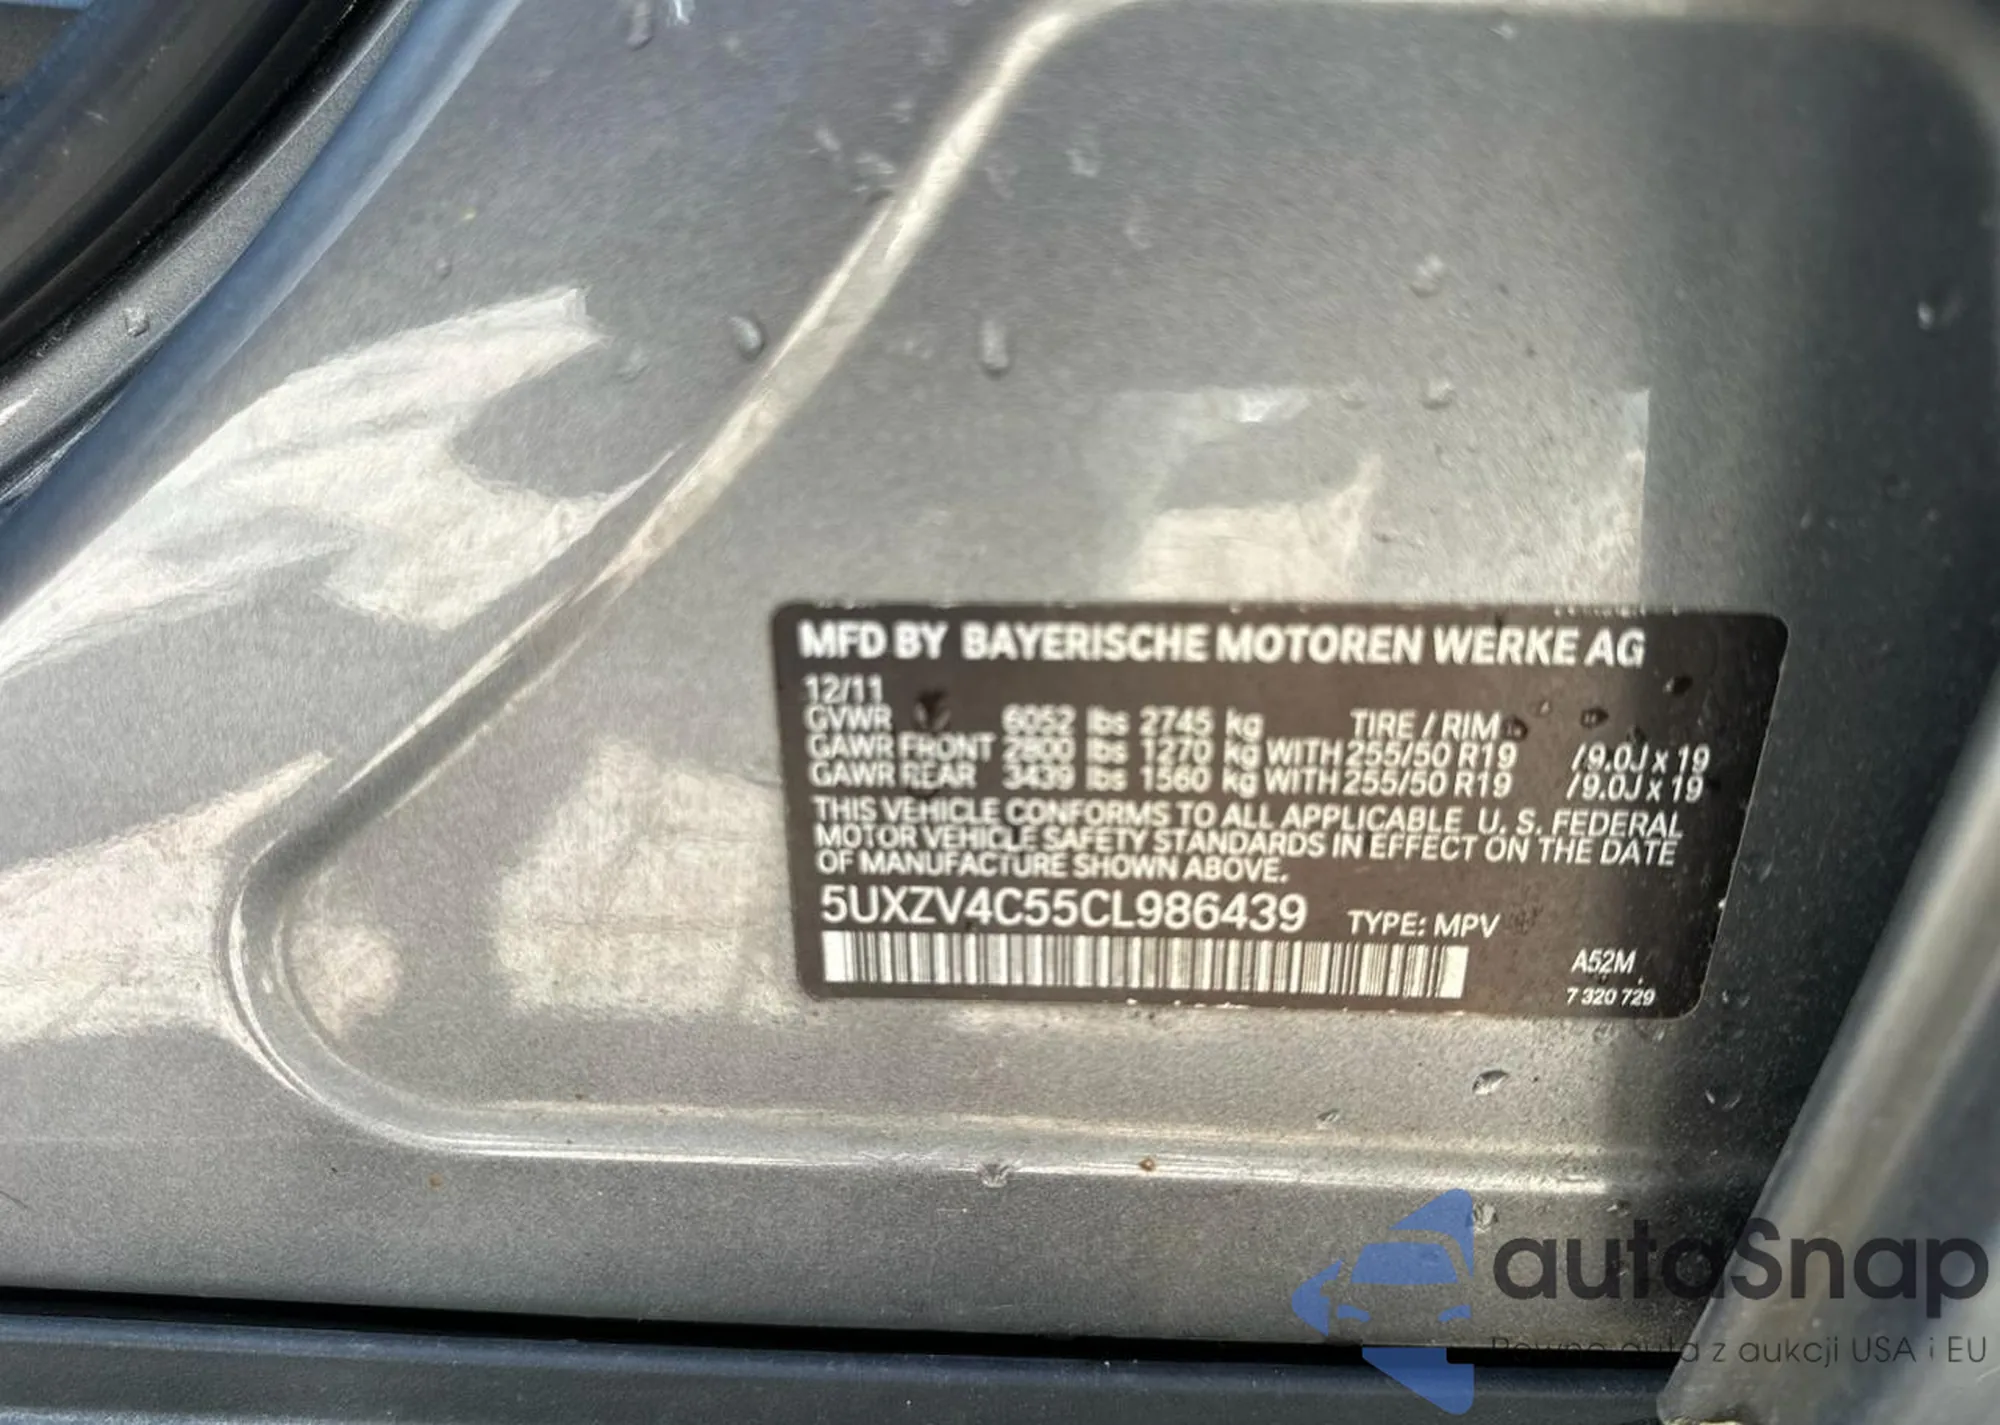 MFD BY BAYERISCHE MOTOREN WERKE AG
12/11
GVWR 6052 lbs 2745 kg TIRE / RIM
GAWR FRONT 2800 lbs 1270 kg WITH 255/50 R19 /9.0J x 19
GAWR REAR 3439 lbs 1560 kg WITH 255/50 R19 /9.0J x 19
THIS VEHICLE CONFORMS TO ALL APPLICABLE U. S. FEDERAL
MOTOR VEHICLE SAFETY STANDARDS IN EFFECT ON THE DATE
OF MANUFACTURE SHOWN ABOVE.
5UXZV4C55CL986439 TYPE: MPV
A52M
7 320 729
autoSnap
Pewne auta z aukcji USA i EU